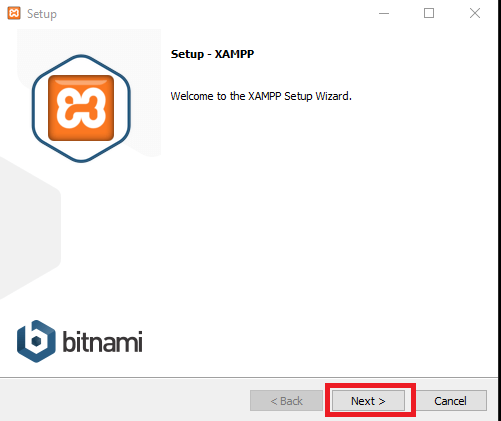 Setup
Setup - XAMPP
Welcome to the XAMPP Setup Wizard.
bitnami
< Back
Next >
Cancel